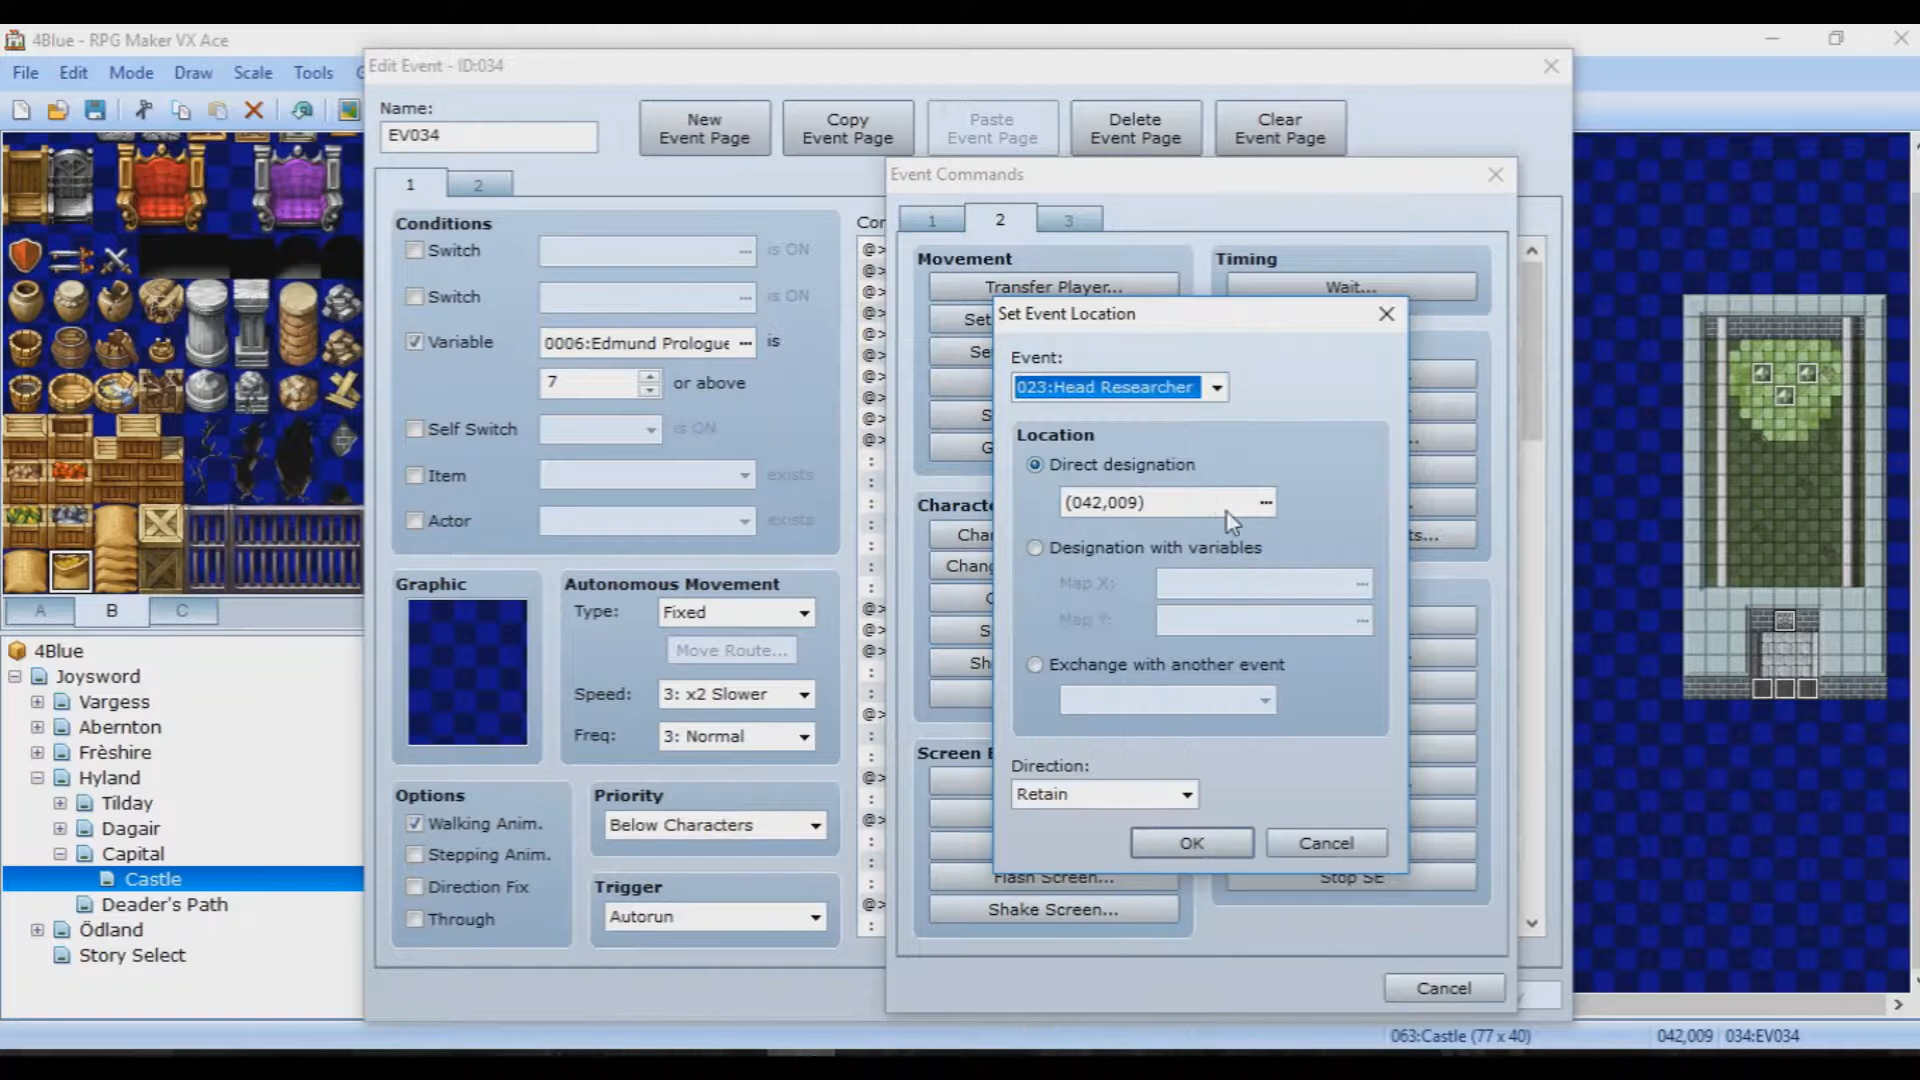 4Blue - RPG Maker VX Ace
File Edit Mode Draw Scale Tools
Edit Event - ID:034
Name:
EV034
New Event Page
Copy Event Page
Paste Event Page
Delete Event Page
Clear Event Page
1 2
Conditions
Switch ... is ON
Switch ... is ON
Variable 0006:Edmund Prologue ... is
7 or above
Self Switch is ON
Item exists
Actor exists
Graphic
Autonomous Movement
Type: Fixed
Move Route...
Speed: 3: x2 Slower
Freq: 3: Normal
Options
Walking Anim.
Stepping Anim.
Direction Fix
Through
Priority
Below Characters
Trigger
Autorun
Event Commands
1 2 3
Movement
Transfer Player...
Timing
Wait...
Flash Screen...
Shake Screen...
Stop SE
Cancel
Set Event Location
Event:
023:Head Researcher
Location
Direct designation
(042,009) ...
Designation with variables
Map X: ...
Map Y: ...
Exchange with another event
Direction:
Retain
OK Cancel
A B C
4Blue
Joysword
Vargess
Abernton
Frèshire
Hyland
Tilday
Dagair
Capital
Castle
Deader's Path
Ödland
Story Select
063:Castle (77 x 40) 042,009 034:EV034